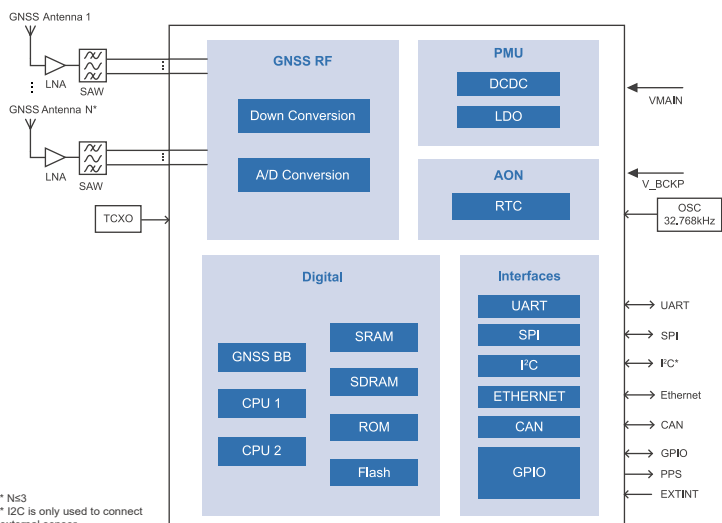 GNSS Antenna 1
LNA
SAW
GNSS Antenna N*
LNA
SAW
TCXO
GNSS RF
Down Conversion
A/D Conversion
PMU
DCDC
LDO
AON
RTC
VMAIN
V_BCKP
OSC
32.768kHz
Digital
GNSS BB
CPU 1
CPU 2
SRAM
SDRAM
ROM
Flash
Interfaces
UART
SPI
I²C
ETHERNET
CAN
GPIO
UART
SPI
I²C*
Ethernet
CAN
GPIO
PPS
EXTINT
* N≤3
* I2C is only used to connect
external sensor